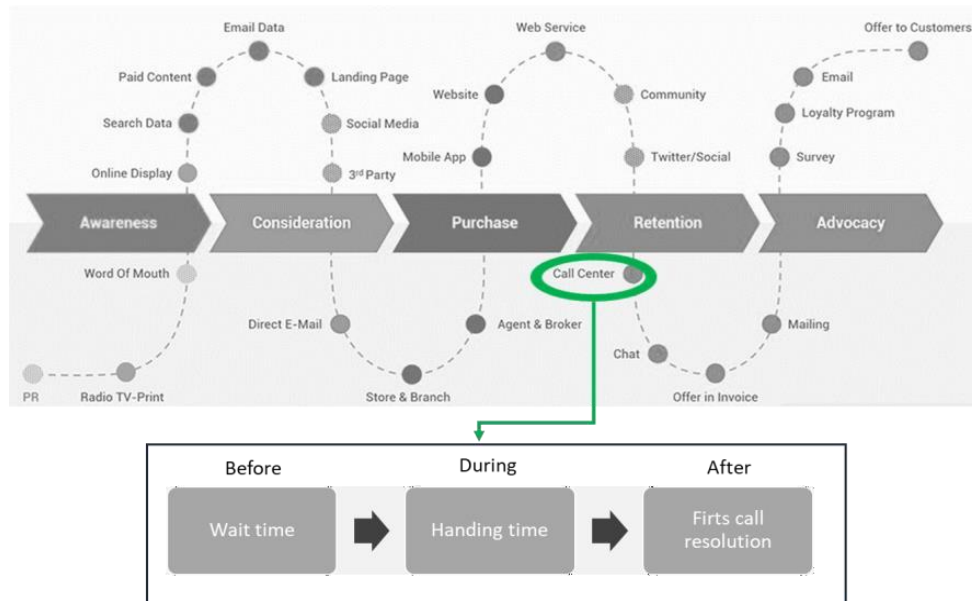 Email Data
Web Service
Offer to Customers
Paid Content
Landing Page
Website
Community
Email
Search Data
Social Media
Loyalty Program
Online Display
3rd Party
Mobile App
Twitter/Social
Survey
Awareness
Consideration
Purchase
Retention
Advocacy
Word Of Mouth
Call Center
Direct E-Mail
Agent & Broker
Chat
Mailing
PR
Radio TV-Print
Store & Branch
Offer in Invoice
Before
During
After
Wait time
Handing time
Firts call
resolution